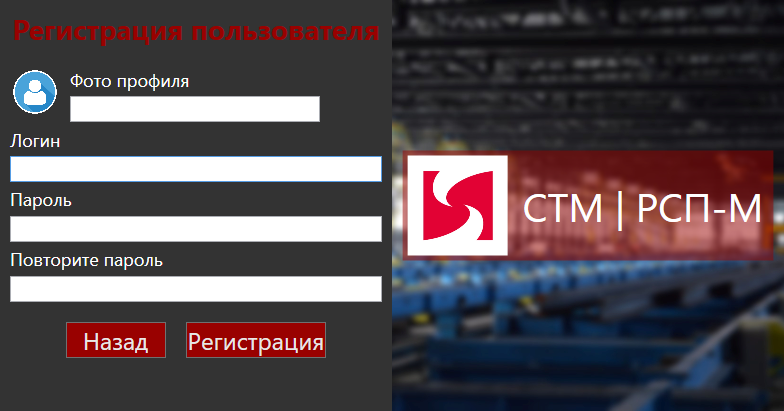 Регистрация пользователя
Фото профиля
Логин
Пароль
Повторите пароль
Назад
Регистрация
СТМ | РСП-М